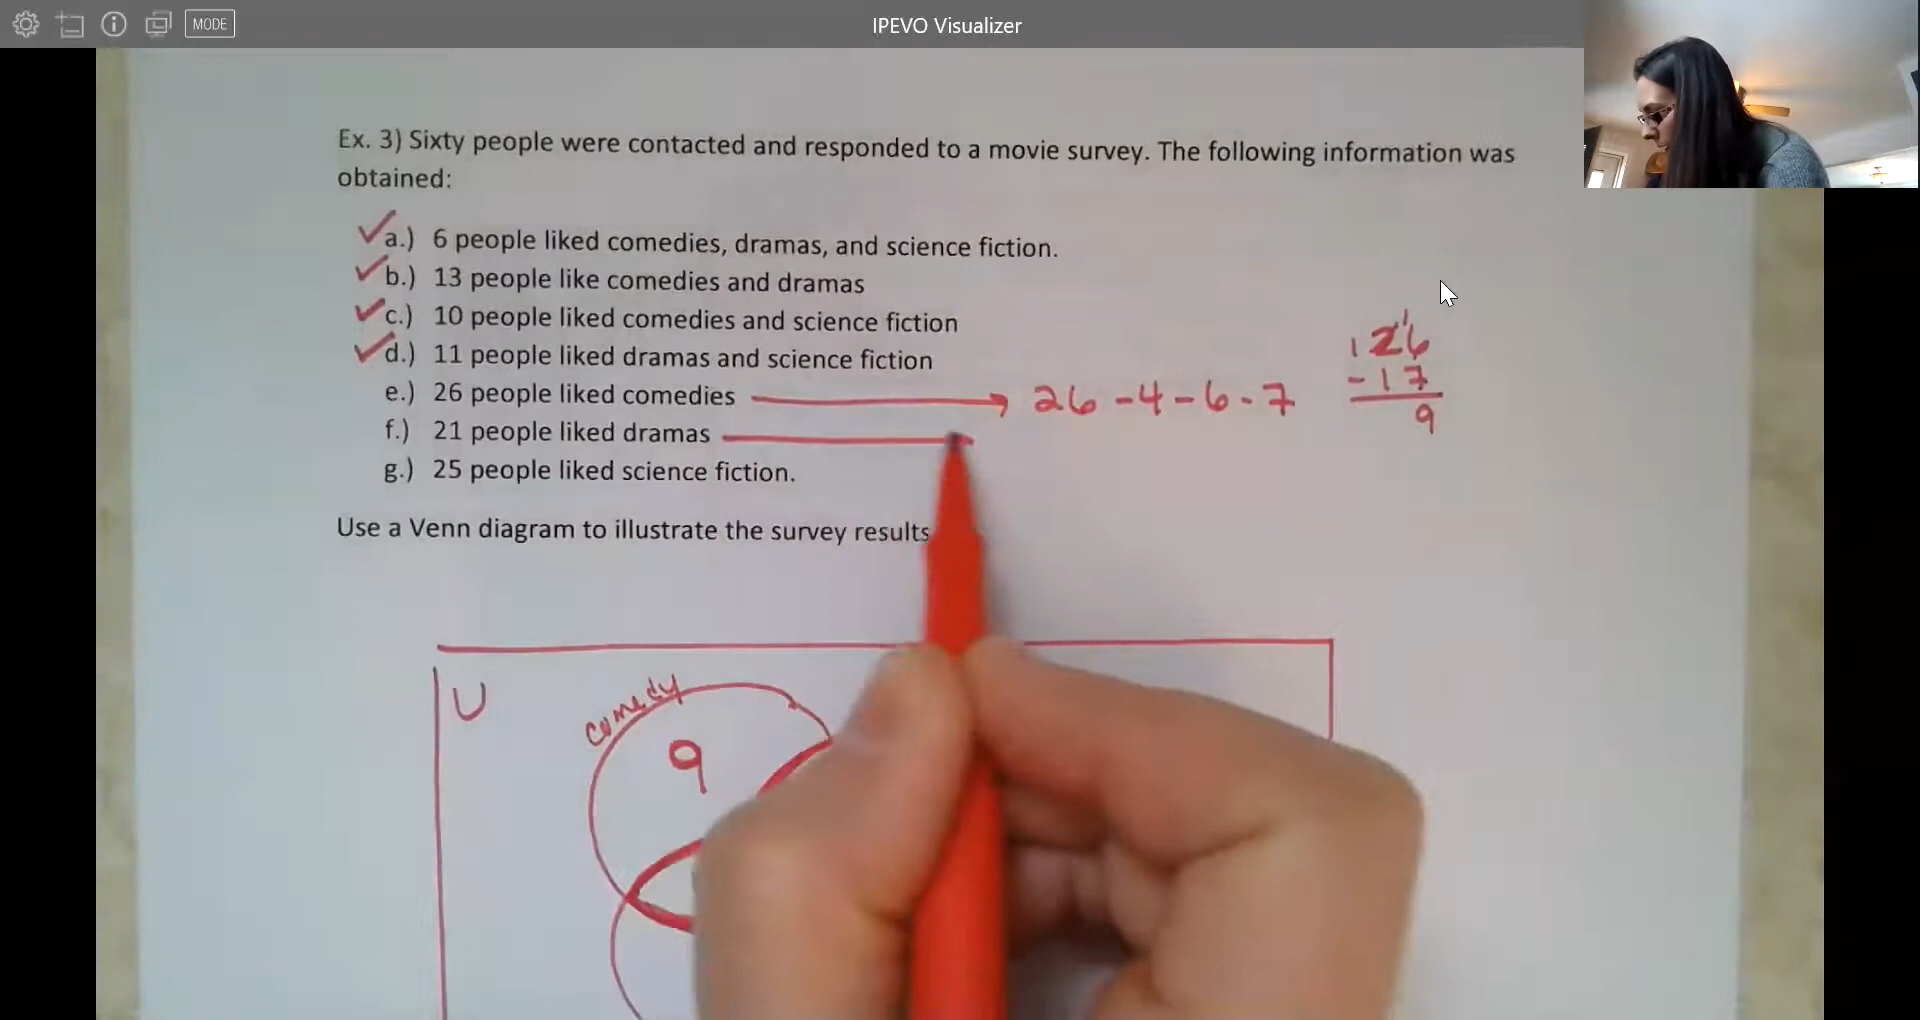 MODE
IPEVO Visualizer
Ex. 3) Sixty people were contacted and responded to a movie survey. The following information was
obtained:
✓a.) 6 people liked comedies, dramas, and science fiction.
✓b.) 13 people like comedies and dramas
✓c.) 10 people liked comedies and science fiction
✓d.) 11 people liked dramas and science fiction
e.) 26 people liked comedies → 26 - 4 - 6 - 7
f.) 21 people liked dramas
g.) 25 people liked science fiction.
1 26
- 17
9
Use a Venn diagram to illustrate the survey results
U
comedy
9